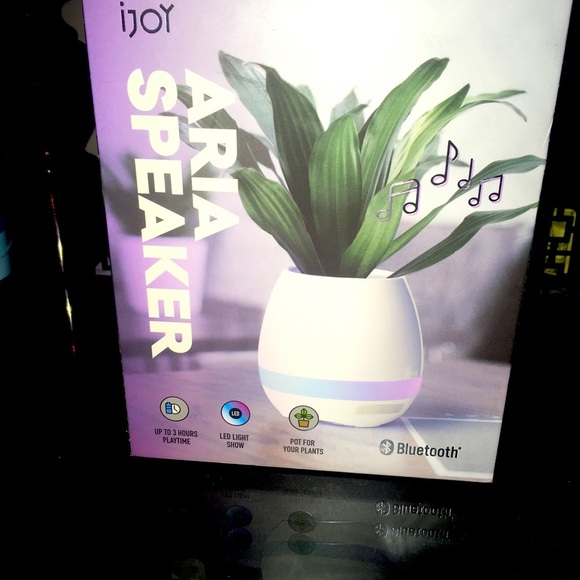 iJOY
ARIA
SPEAKER
UP TO 3 HOURS
PLAYTIME
LED
LED LIGHT
SHOW
POT FOR
YOUR PLANTS
Bluetooth®